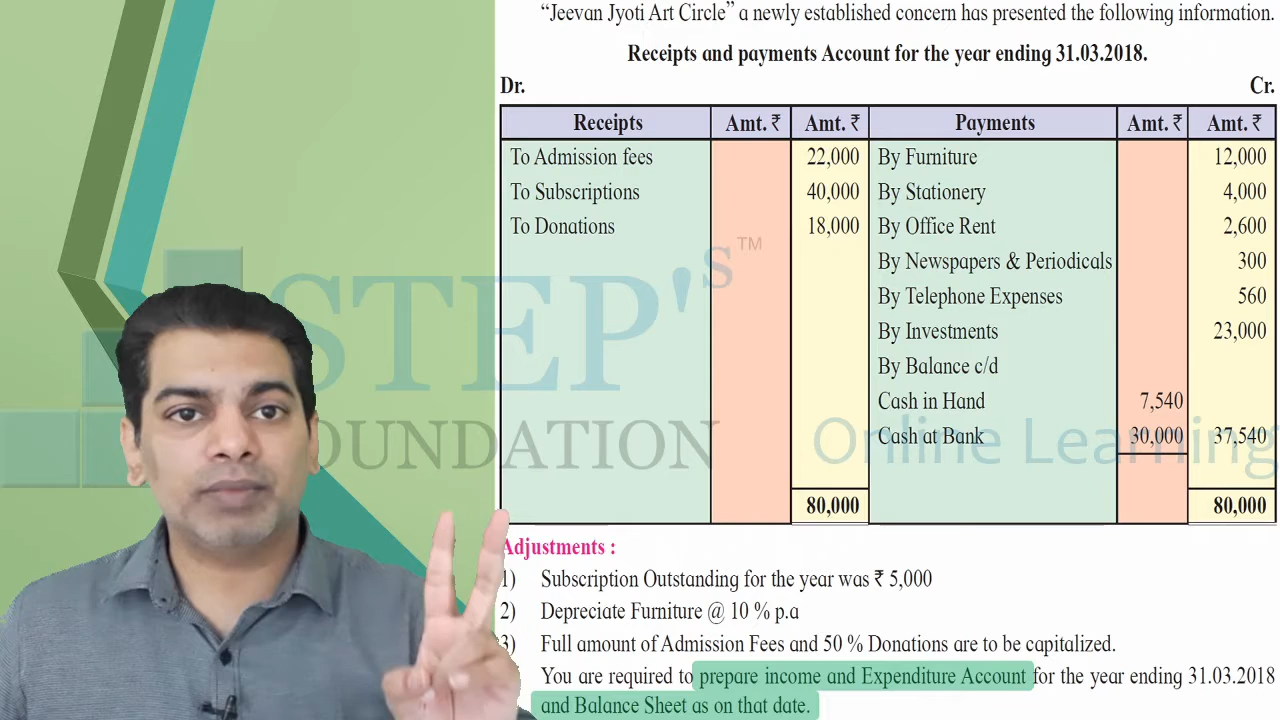 “Jeevan Jyoti Art Circle” a newly established concern has presented the following information.
Receipts and payments Account for the year ending 31.03.2018.
Dr. Cr.
Receipts Amt. ₹ Amt. ₹ Payments Amt. ₹ Amt. ₹
To Admission fees 22,000 By Furniture 12,000
To Subscriptions 40,000 By Stationery 4,000
To Donations 18,000 By Office Rent 2,600
By Newspapers & Periodicals 300
By Telephone Expenses 560
By Investments 23,000
By Balance c/d
Cash in Hand 7,540
Cash at Bank 30,000 37,540
80,000 80,000
STEP's™
OUNDATION
Online Learning
Adjustments :
1) Subscription Outstanding for the year was ₹ 5,000
2) Depreciate Furniture @ 10 % p.a
3) Full amount of Admission Fees and 50 % Donations are to be capitalized.
You are required to prepare income and Expenditure Account for the year ending 31.03.2018
and Balance Sheet as on that date.